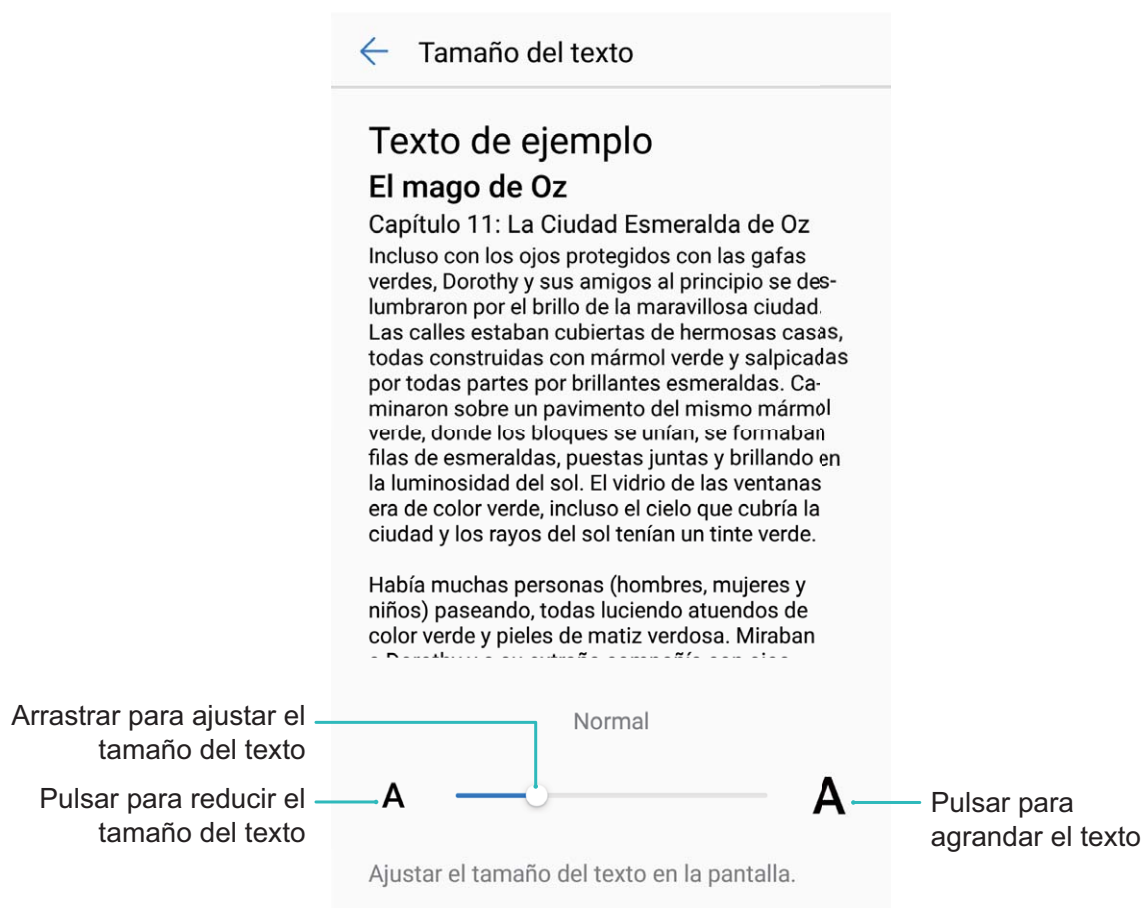 Tamaño del texto
Texto de ejemplo
El mago de Oz
Capítulo 11: La Ciudad Esmeralda de Oz
Incluso con los ojos protegidos con las gafas
verdes, Dorothy y sus amigos al principio se des-
lumbraron por el brillo de la maravillosa ciudad.
Las calles estaban cubiertas de hermosas casas,
todas construidas con mármol verde y salpicadas
por todas partes por brillantes esmeraldas. Ca-
minaron sobre un pavimento del mismo mármol
verde, donde los bloques se unían, se formaban
filas de esmeraldas, puestas juntas y brillando en
la luminosidad del sol. El vidrio de las ventanas
era de color verde, incluso el cielo que cubría la
ciudad y los rayos del sol tenían un tinte verde.
Había muchas personas (hombres, mujeres y
niños) paseando, todas luciendo atuendos de
color verde y pieles de matiz verdosa. Miraban
Arrastrar para ajustar el
tamaño del texto
Normal
Pulsar para reducir el
tamaño del texto
A
A
Pulsar para
agrandar el texto
Ajustar el tamaño del texto en la pantalla.